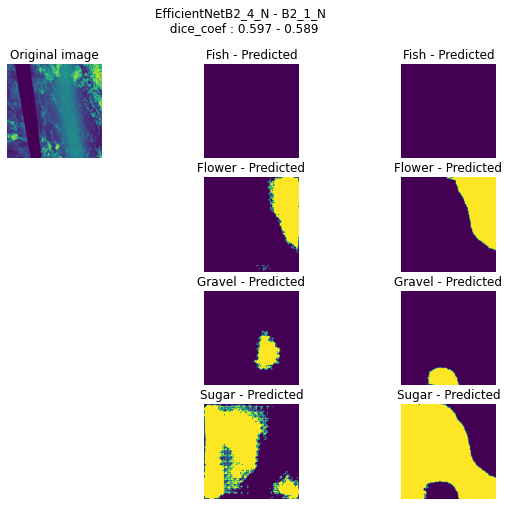 EfficientNetB2_4_N - B2_1_N
dice_coef : 0.597 - 0.589
Original image
Fish - Predicted
Fish - Predicted
Flower - Predicted
Flower - Predicted
Gravel - Predicted
Gravel - Predicted
Sugar - Predicted
Sugar - Predicted